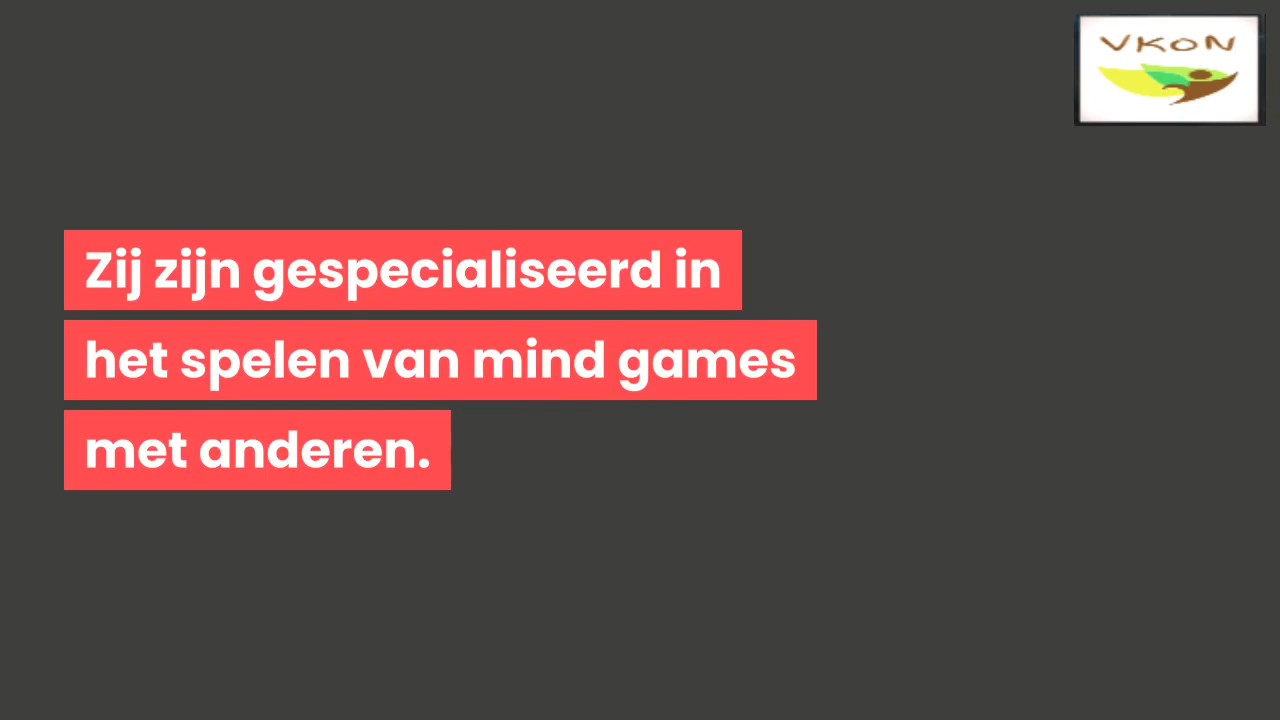 VKON
Zij zijn gespecialiseerd in
het spelen van mind games
met anderen.